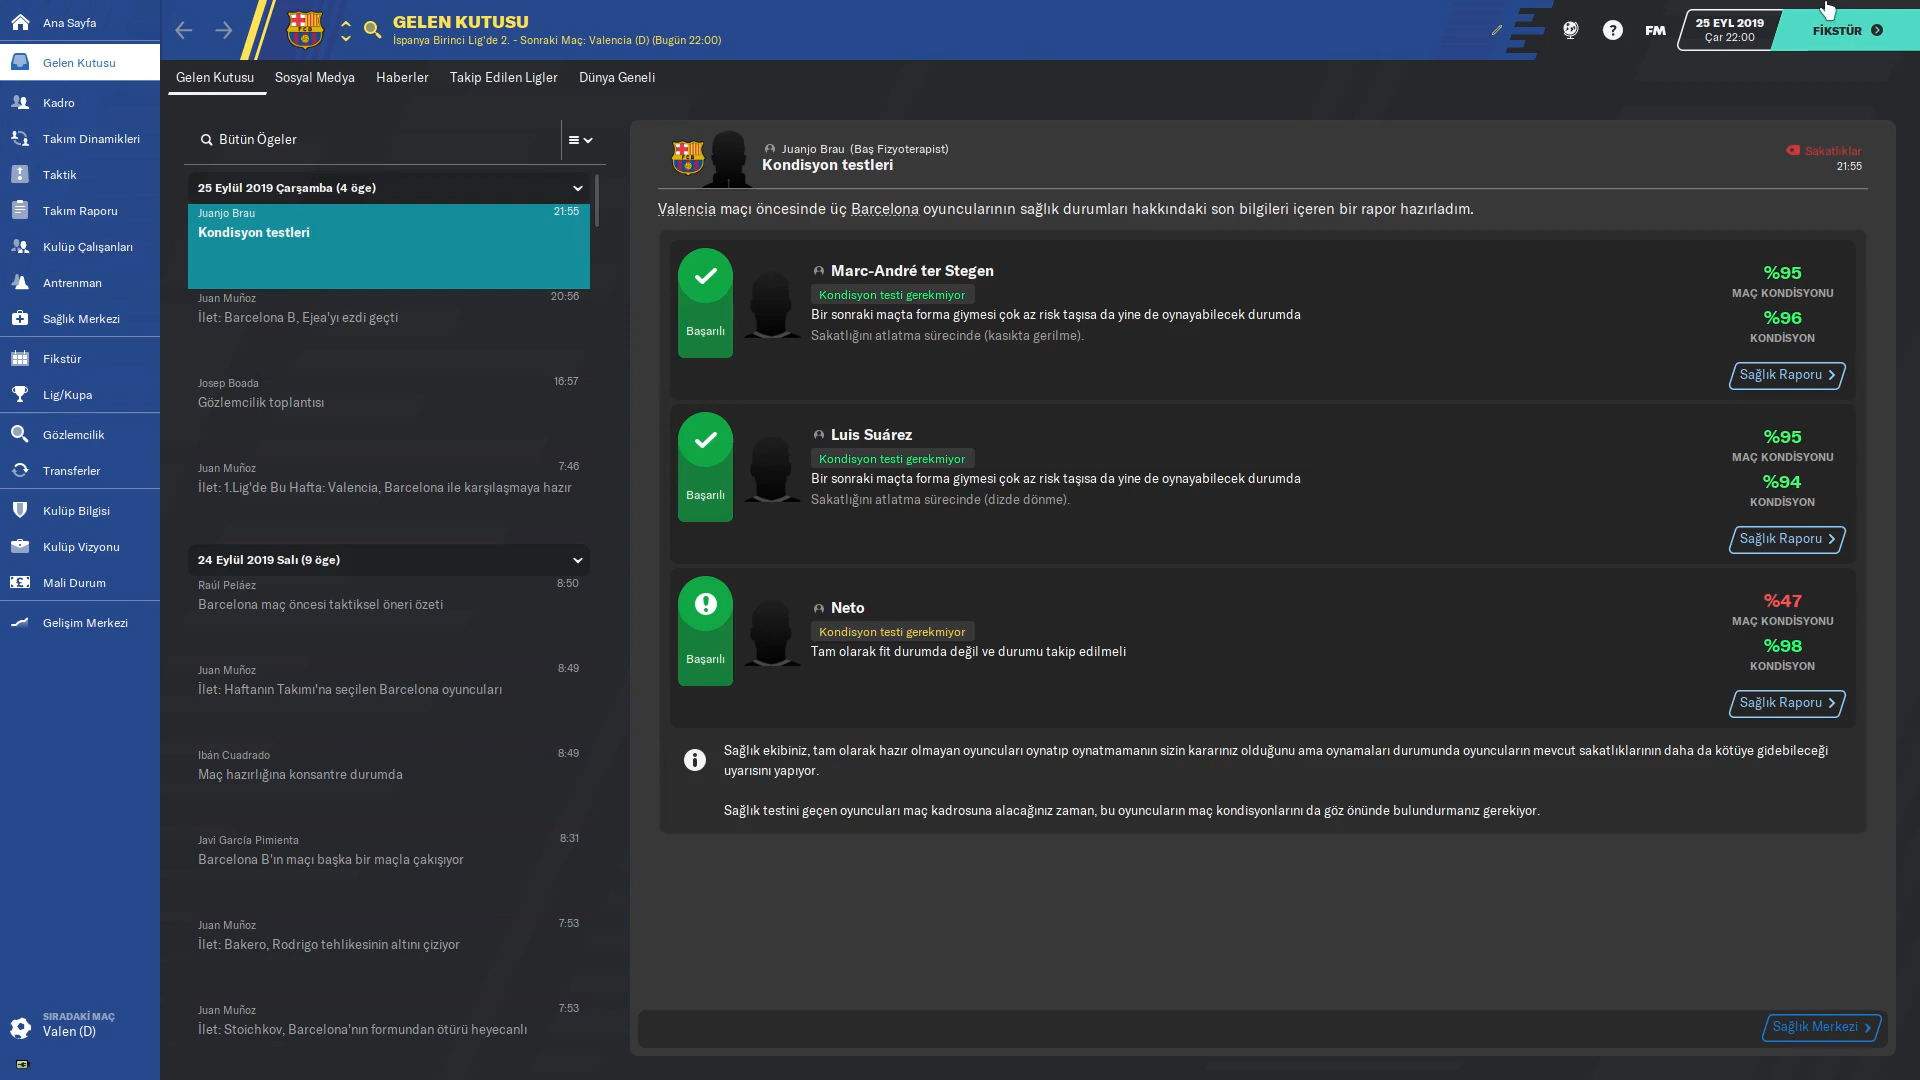 Ana Sayfa
Gelen Kutusu
Kadro
Takım Dinamikleri
Taktik
Takım Raporu
Kulüp Çalışanları
Antrenman
Sağlık Merkezi
Fikstür
Lig/Kupa
Gözlemcilik
Transferler
Kulüp Bilgisi
Kulüp Vizyonu
Mali Durum
Gelişim Merkezi
SIRADAKİ MAÇ
Valen (D)
GELEN KUTUSU
İspanya Birinci Lig'de 2. - Sonraki Maç: Valencia (D) (Bugün 22:00)
FM
25 EYL 2019
Çar 22:00
FİKSTÜR
Gelen Kutusu
Sosyal Medya
Haberler
Takip Edilen Ligler
Dünya Geneli
Bütün Ögeler
25 Eylül 2019 Çarşamba (4 öge)
Juanjo Brau 21:55
Kondisyon testleri
Juan Muñoz 20:56
İlet: Barcelona B, Ejea'yı ezdi geçti
Josep Boada 16:57
Gözlemcilik toplantısı
Juan Muñoz 7:46
İlet: 1.Lig'de Bu Hafta: Valencia, Barcelona ile karşılaşmaya hazır
24 Eylül 2019 Salı (9 öge)
Raúl Peláez 8:50
Barcelona maç öncesi taktiksel öneri özeti
Juan Muñoz 8:49
İlet: Haftanın Takımı'na seçilen Barcelona oyuncuları
Ibán Cuadrado 8:49
Maç hazırlığına konsantre durumda
Javi García Pimienta 8:31
Barcelona B'ın maçı başka bir maçla çakışıyor
Juan Muñoz 7:53
İlet: Bakero, Rodrigo tehlikesinin altını çiziyor
Juan Muñoz 7:53
İlet: Stoichkov, Barcelona'nın formundan ötürü heyecanlı
Juanjo Brau (Baş Fizyoterapist)
Kondisyon testleri
Sakatlıklar
21:55
Valencia maçı öncesinde üç Barcelona oyuncularının sağlık durumları hakkındaki son bilgileri içeren bir rapor hazırladım.
Başarılı
Marc-André ter Stegen
Kondisyon testi gerekmiyor
Bir sonraki maçta forma giymesi çok az risk taşısa da yine de oynayabilecek durumda
Sakatlığını atlatma sürecinde (kasıkta gerilme).
%95
MAÇ KONDİSYONU
%96
KONDİSYON
Sağlık Raporu
Başarılı
Luis Suárez
Kondisyon testi gerekmiyor
Bir sonraki maçta forma giymesi çok az risk taşısa da yine de oynayabilecek durumda
Sakatlığını atlatma sürecinde (dizde dönme).
%95
MAÇ KONDİSYONU
%94
KONDİSYON
Sağlık Raporu
Başarılı
Neto
Kondisyon testi gerekmiyor
Tam olarak fit durumda değil ve durumu takip edilmeli
%47
MAÇ KONDİSYONU
%98
KONDİSYON
Sağlık Raporu
Sağlık ekibiniz, tam olarak hazır olmayan oyuncuları oynatıp oynatmamanın sizin kararınız olduğunu ama oynamaları durumunda oyuncuların mevcut sakatlıklarının daha da kötüye gidebileceği
uyarısını yapıyor.
Sağlık testini geçen oyuncuları maç kadrosuna alacağınız zaman, bu oyuncuların maç kondisyonlarını da göz önünde bulundurmanız gerekiyor.
Sağlık Merkezi